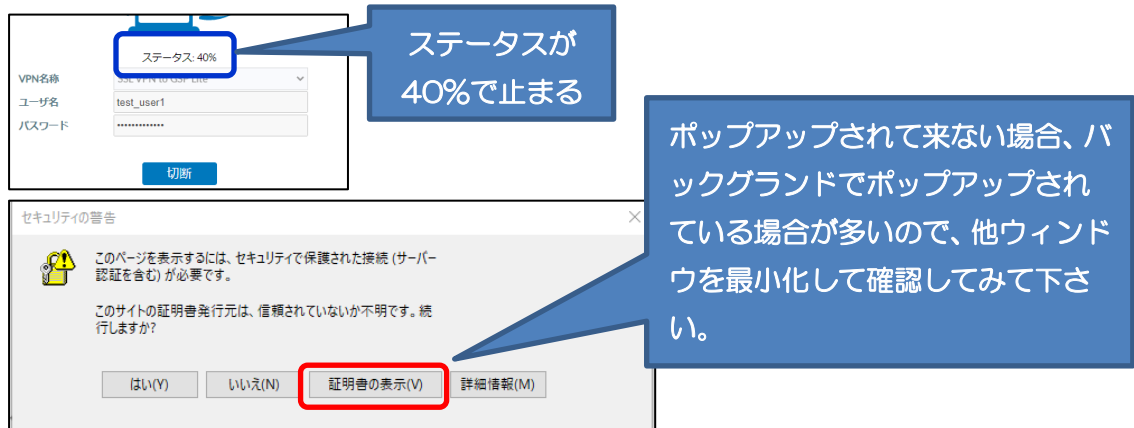 ステータス: 40%
VPN名称
SSL VPN to GSP Lite
ユーザ名
test_user1
パスワード
•••••••••••••
切断
ステータスが
40%で止まる
ポップアップされて来ない場合、バ
ックグランドでポップアップされ
ている場合が多いので、他ウィンド
ウを最小化して確認してみて下さ
い。
セキュリティの警告
このページを表示するには、セキュリティで保護された接続 (サーバー
認証を含む) が必要です。
このサイトの証明書発行元は、信頼されていないか不明です。続
行しますか?
はい(Y)
いいえ(N)
証明書の表示(V)
詳細情報(M)